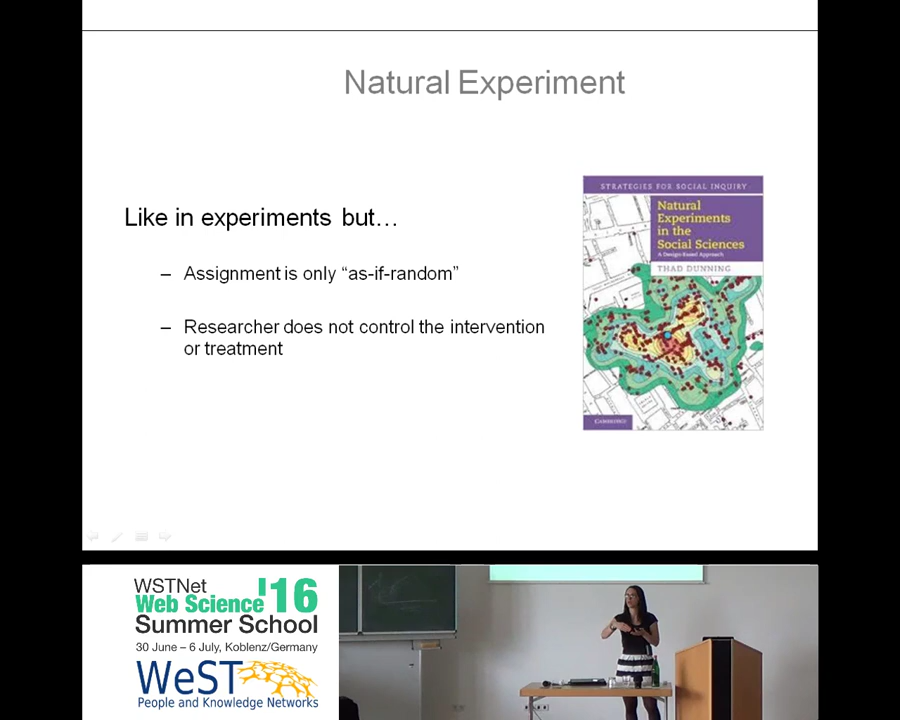 Natural Experiment
Like in experiments but…
– Assignment is only “as-if-random”
– Researcher does not control the intervention
or treatment
STRATEGIES FOR SOCIAL INQUIRY
Natural
Experiments
in the
Social Sciences
A Design-Based Approach
THAD DUNNING
CAMBRIDGE
WSTNet
Web Science '16
Summer School
30 June – 6 July, Koblenz/Germany
WeST
People and Knowledge Networks